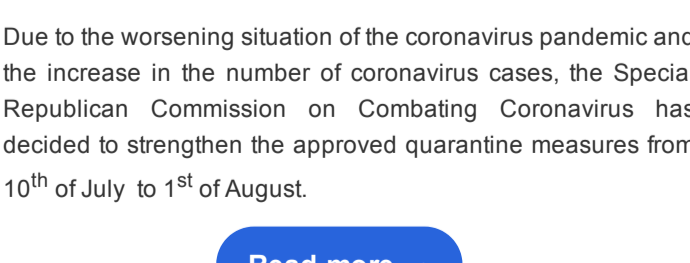 Due to the worsening situation of the coronavirus pandemic and
the increase in the number of coronavirus cases, the Special
Republican Commission on Combating Coronavirus has
decided to strengthen the approved quarantine measures from
10th of July to 1st of August.
Read more